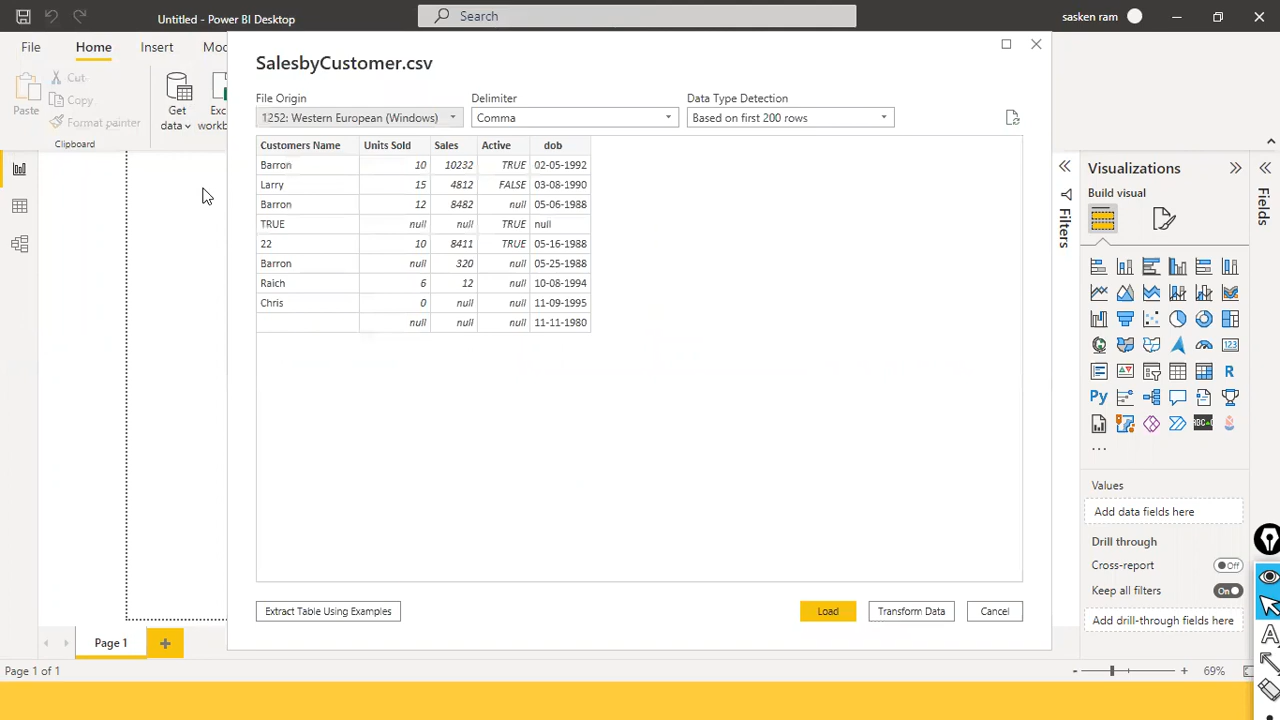 Untitled - Power BI Desktop
Search
sasken ram
File
Home
Insert
Mod
Paste
Cut
Copy
Format painter
Clipboard
Get data
Exc
workb
SalesbyCustomer.csv
File Origin
Delimiter
Data Type Detection
1252: Western European (Windows)
Comma
Based on first 200 rows
Customers Name Units Sold Sales Active dob
Barron 10 10232 TRUE 02-05-1992
Larry 15 4812 FALSE 03-08-1990
Barron 12 8482 null 05-06-1988
TRUE null null TRUE null
22 10 8411 TRUE 05-16-1988
Barron null 320 null 05-25-1988
Raich 6 12 null 10-08-1994
Chris 0 null null 11-09-1995
null null null 11-11-1980
Extract Table Using Examples
Load
Transform Data
Cancel
Filters
Visualizations
Build visual
123
R
Py
Values
Add data fields here
Drill through
Cross-report
Off
Keep all filters
On
Add drill-through fields here
Fields
A
Page 1
Page 1 of 1
69%